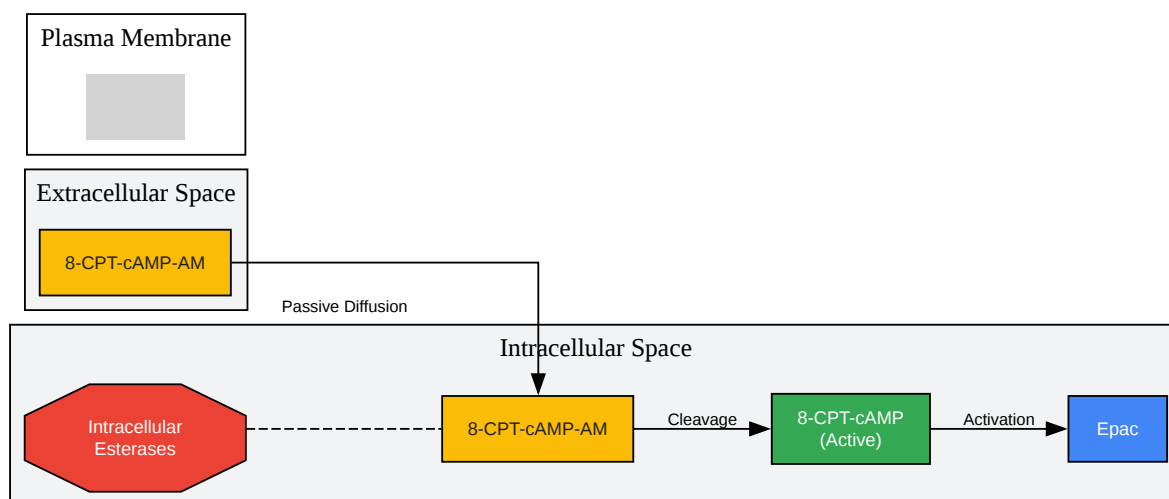 Plasma Membrane
Extracellular Space
8-CPT-cAMP-AM
Passive Diffusion
Intracellular Space
Intracellular
Esterases
8-CPT-cAMP-AM
Cleavage
8-CPT-cAMP
(Active)
Activation
Epac